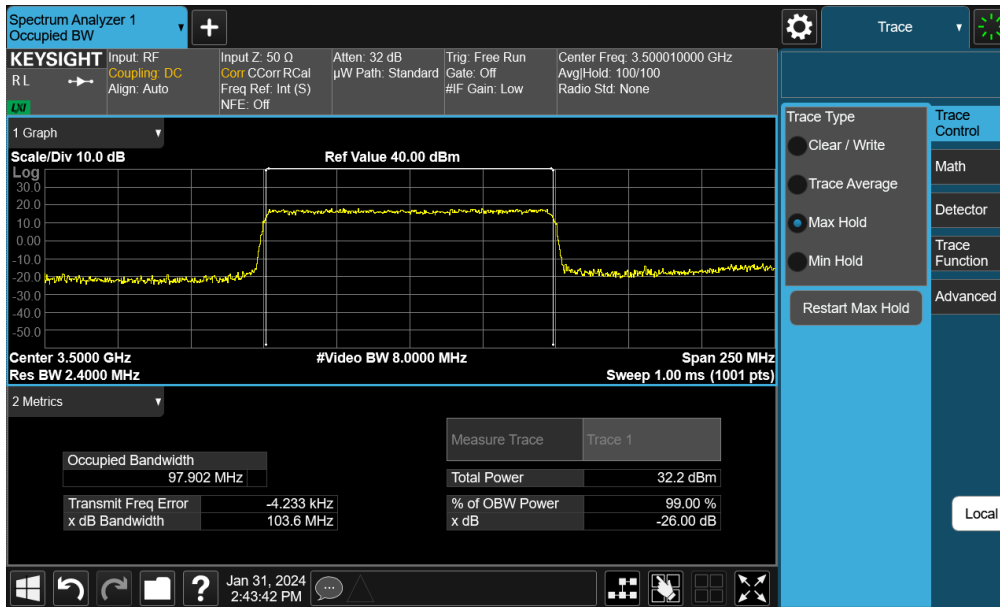 Spectrum Analyzer 1
Occupied BW
+
Trace
KEYSIGHT
R L
LXI
Input: RF
Coupling: DC
Align: Auto
Input Z: 50 Ω
Corr CCorr RCal
Freq Ref: Int (S)
NFE: Off
Atten: 32 dB
µW Path: Standard
Trig: Free Run
Gate: Off
#IF Gain: Low
Center Freq: 3.500010000 GHz
Avg|Hold: 100/100
Radio Std: None
1 Graph
Scale/Div 10.0 dB
Ref Value 40.00 dBm
Log
30.0
20.0
10.0
0.00
-10.0
-20.0
-30.0
-40.0
-50.0
Center 3.5000 GHz
#Video BW 8.0000 MHz
Span 250 MHz
Res BW 2.4000 MHz
Sweep 1.00 ms (1001 pts)
2 Metrics
Measure Trace
Trace 1
Occupied Bandwidth
97.902 MHz
Total Power
32.2 dBm
Transmit Freq Error
-4.233 kHz
% of OBW Power
99.00 %
x dB Bandwidth
103.6 MHz
x dB
-26.00 dB
Trace Type
Clear / Write
Trace Average
Max Hold
Min Hold
Restart Max Hold
Trace
Control
Math
Detector
Trace
Function
Advanced
Local
?
Jan 31, 2024
2:43:42 PM